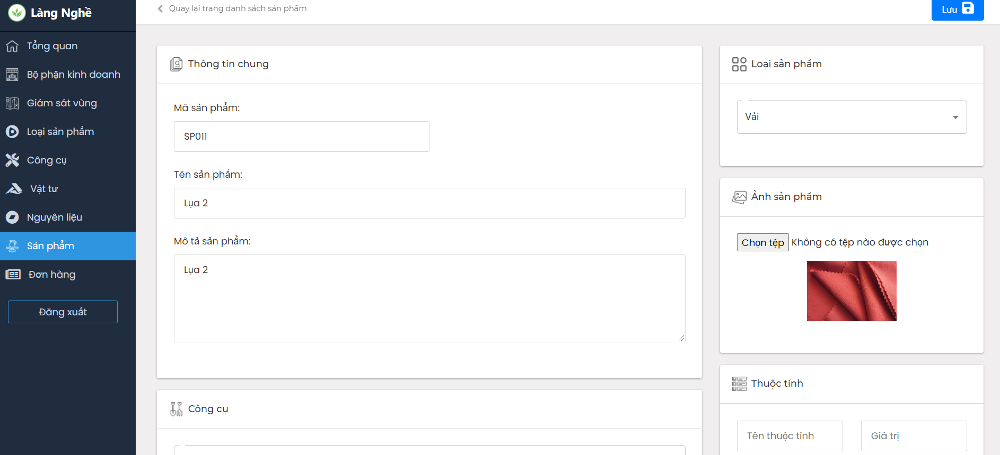 Làng Nghề
Tổng quan
Bộ phận kinh doanh
Giám sát vùng
Loại sản phẩm
Công cụ
Vật tư
Nguyên liệu
Sản phẩm
Đơn hàng
Đăng xuất
Quay lại trang danh sách sản phẩm
Lưu
Thông tin chung
Mã sản phẩm:
SP011
Tên sản phẩm:
Lụa 2
Mô tả sản phẩm:
Lụa 2
Công cụ
Loại sản phẩm
Vải
Ảnh sản phẩm
Chọn tệp Không có tệp nào được chọn
Thuộc tính
Tên thuộc tính Giá trị